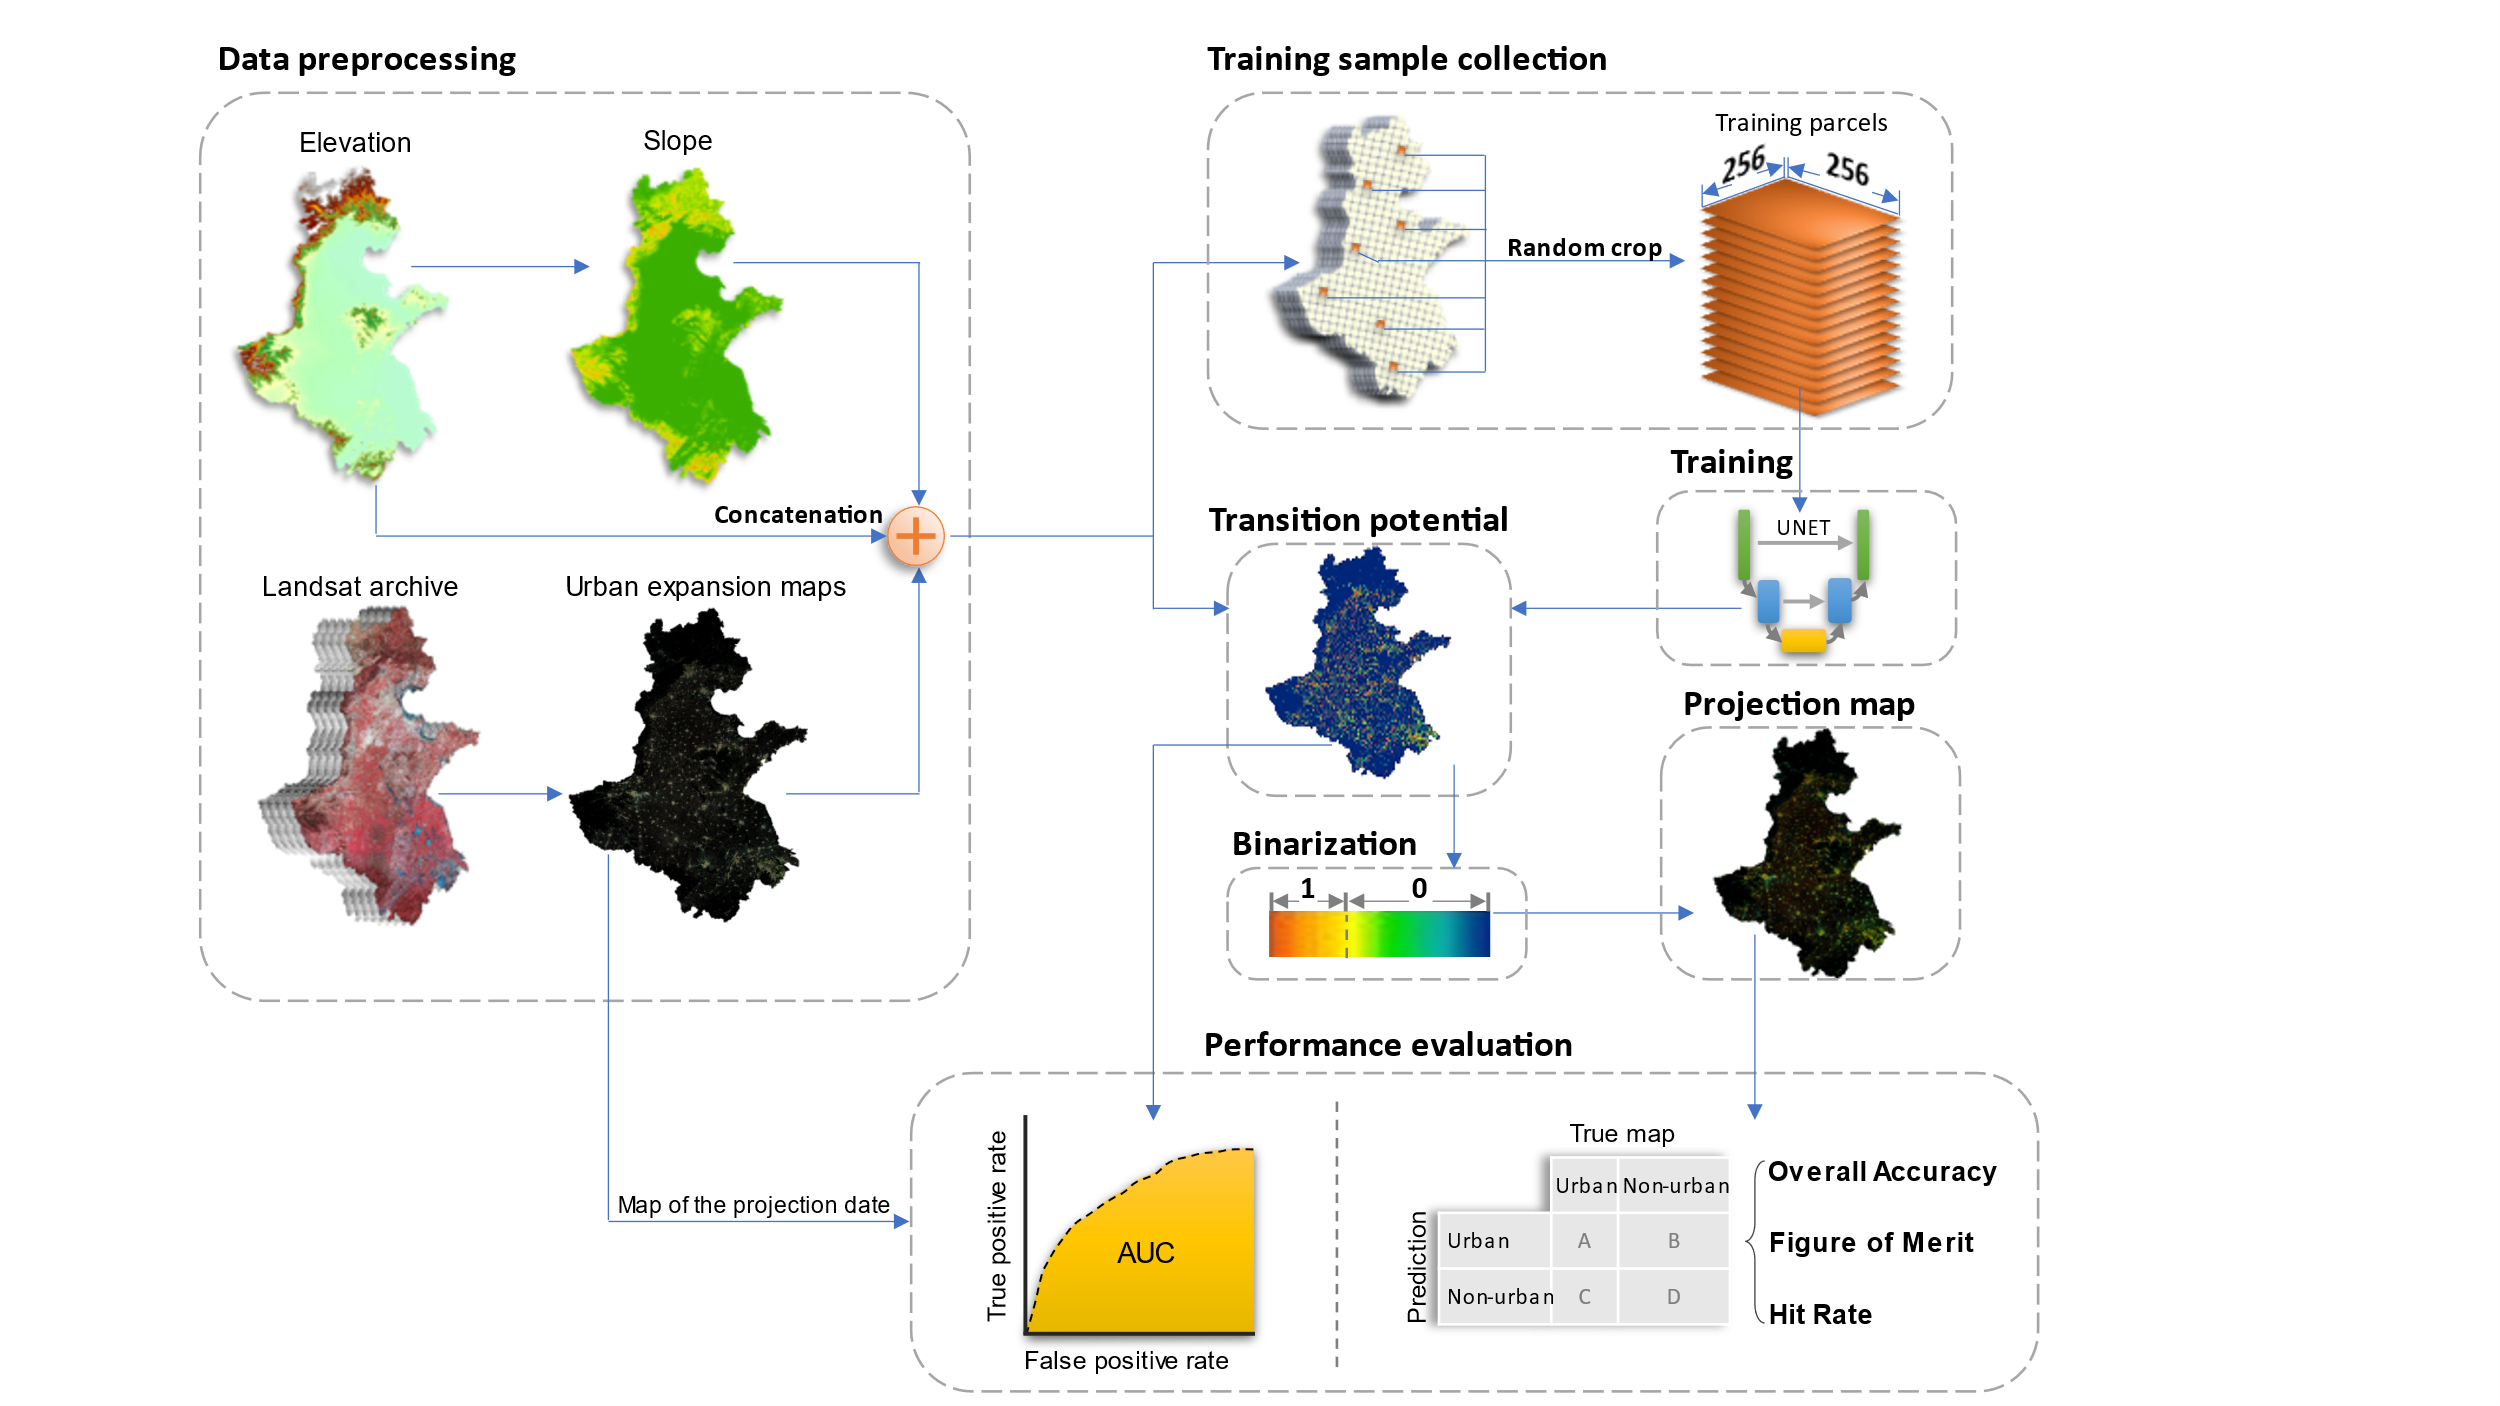 Data preprocessing
Elevation
Slope
Concatenation
Landsat archive
Urban expansion maps
Map of the projection date
Training sample collection
Random crop
Training parcels
256
256
Training
UNET
Transition potential
Binarization
1
0
Projection map
Performance evaluation
True positive rate
AUC
False positive rate
True map
Urban
Non-urban
Prediction
Urban
A
B
Non-urban
C
D
Overall Accuracy
Figure of Merit
Hit Rate